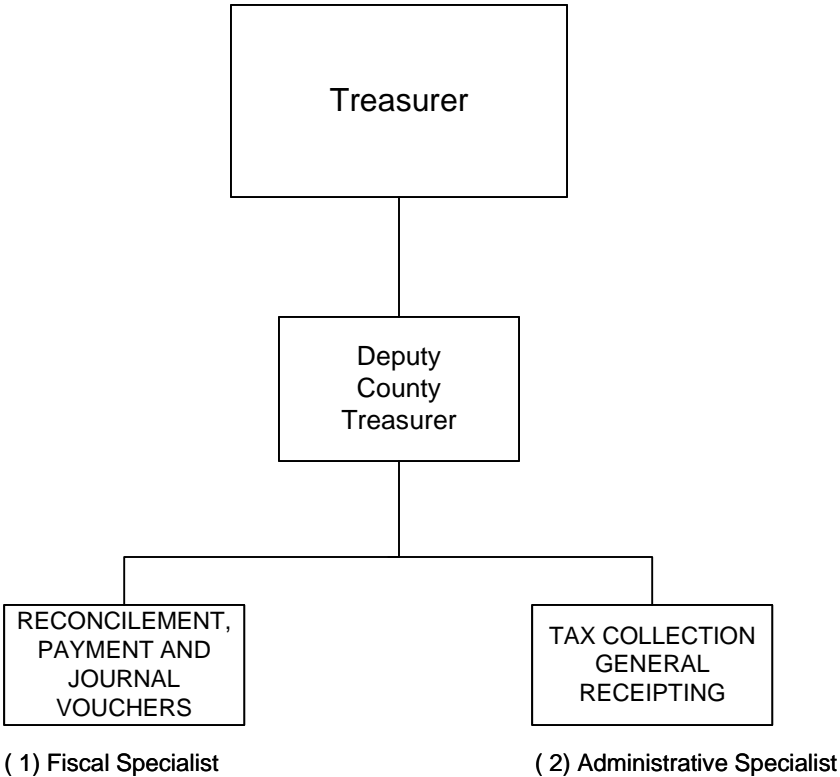 Treasurer
Deputy
County
Treasurer
RECONCILEMENT,
PAYMENT AND
JOURNAL
VOUCHERS
TAX COLLECTION
GENERAL
RECEIPTING
( 1) Fiscal Specialist
( 2) Administrative Specialist